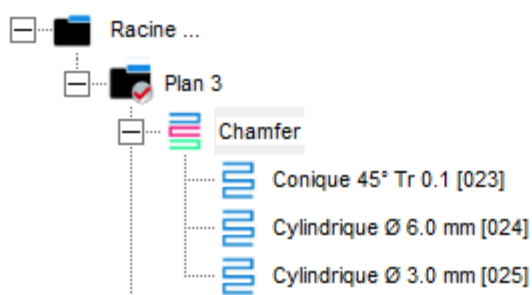 Racine ...
Plan 3
Chamfer
Conique 45° Tr 0.1 [023]
Cylindrique Ø 6.0 mm [024]
Cylindrique Ø 3.0 mm [025]